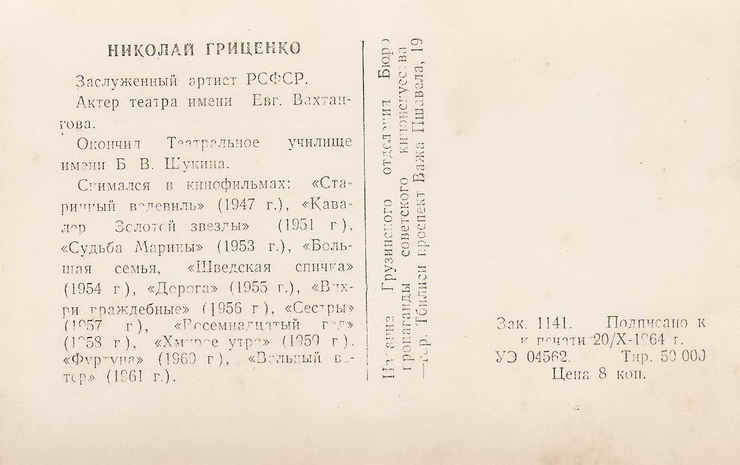 НИКОЛАЙ ГРИЦЕНКО
Заслуженный артист РСФСР.
Актер театра имени Евг. Вахтан-
гова.
Окончил Театральное училище
имени Б В. Щукина.
Снимался в кинофильмах: «Ста-
ринный водевиль» (1947 г.), «Кава-
лер Золотой звезды» (1951 г),
«Судьба Марины» (1953 г.), «Боль-
шая семья, «Шведская спичка»
(1954 г), «Дорога» (1955 г.), «Вих-
ри враждебные» (1956 г), «Сестры»
(1957 г), «Восемнадцатый год»
(1958 г), «Хмурое утро» (1959 г).
«Фуртуна» (1960 г), «Вольный ве-
тер» (1961 г.).
Издание Грузинского отделения Бюро
пропаганды советского киноискусства
—гор. Тбилиси проспект Важа Пшавела, 19
Зак. 1141. Подписано к
к печати 20/X-1964 г.
УЭ 04562. Тир. 50 000
Цена 8 коп.